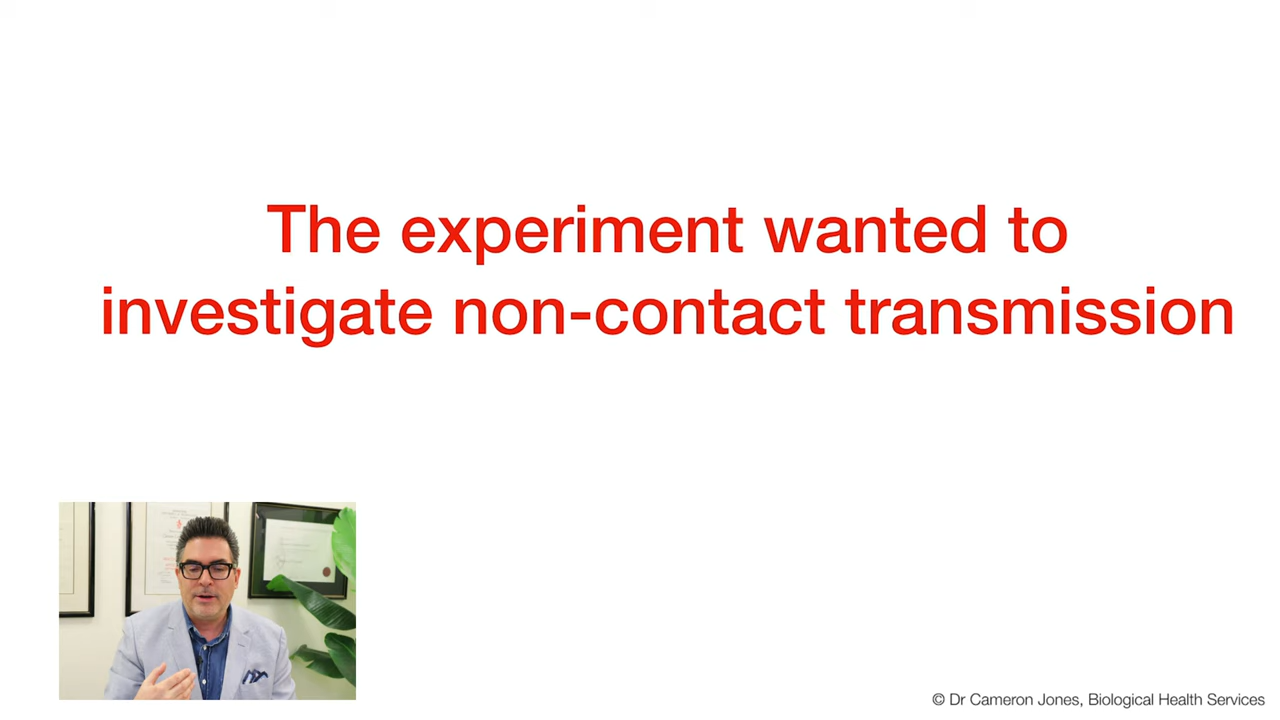 The experiment wanted to
investigate non-contact transmission
© Dr Cameron Jones, Biological Health Services